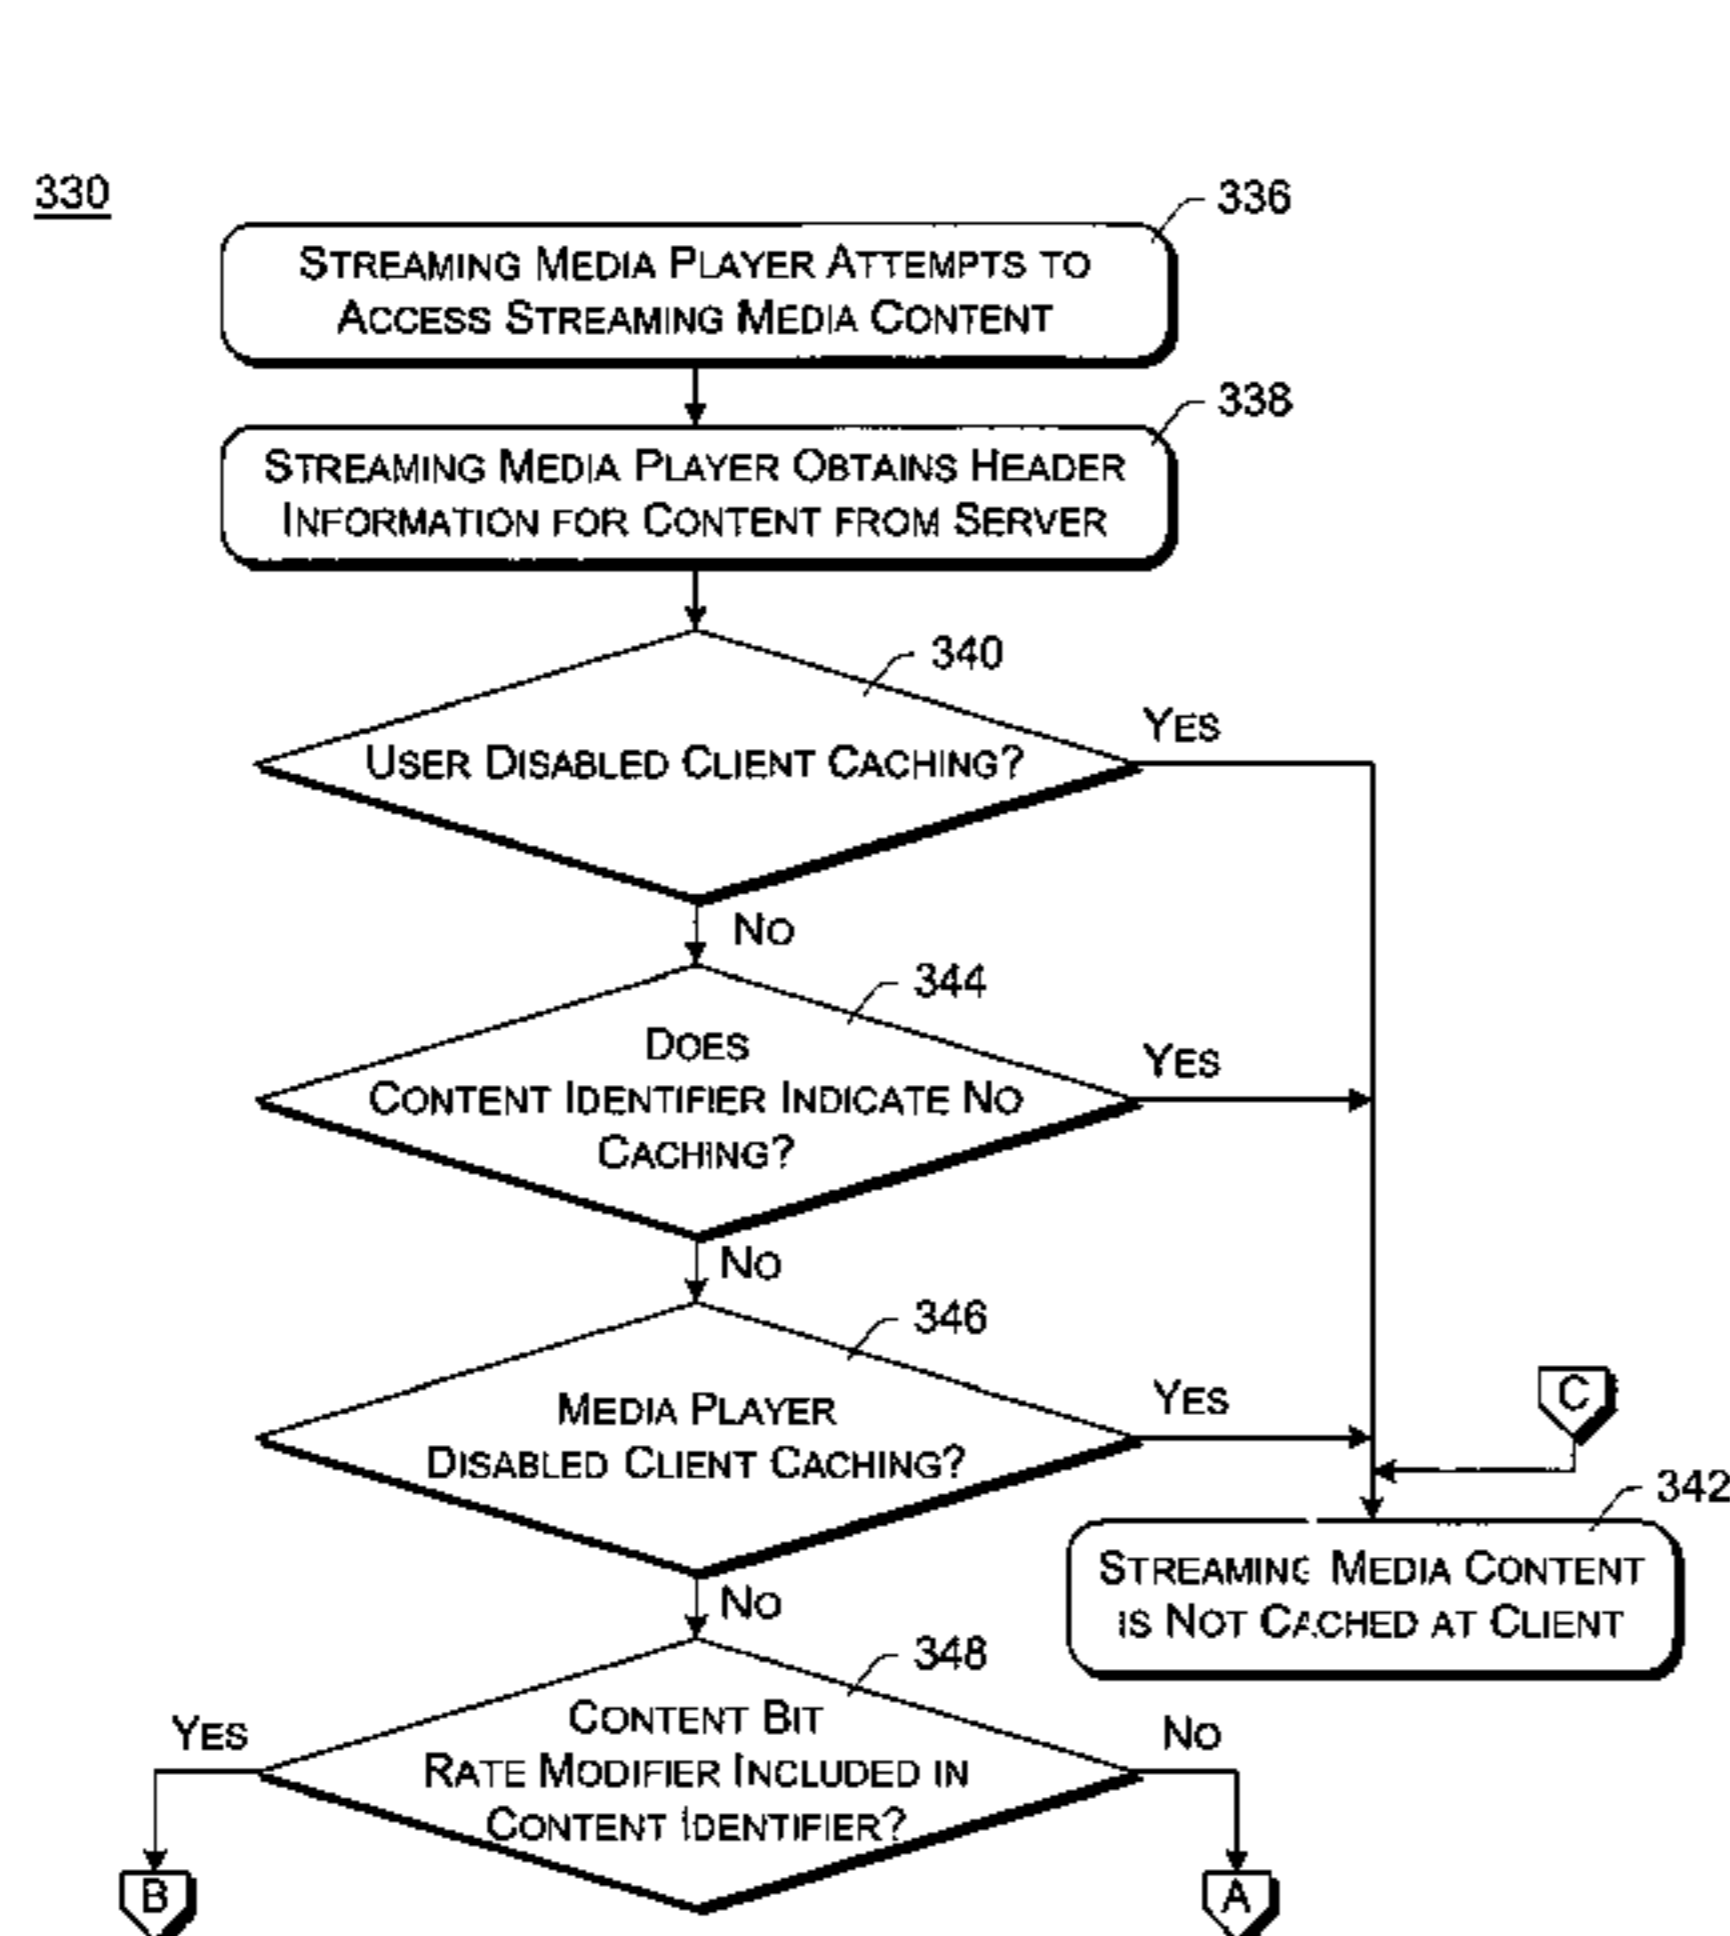 330
336
STREAMING MEDIA PLAYER ATTEMPTS TO
ACCESS STREAMING MEDIA CONTENT
338
STREAMING MEDIA PLAYER OBTAINS HEADER
INFORMATION FOR CONTENT FROM SERVER
340
USER DISABLED CLIENT CACHING?
YES
NO
344
DOES
CONTENT IDENTIFIER INDICATE NO
CACHING?
YES
NO
346
MEDIA PLAYER
DISABLED CLIENT CACHING?
YES
C
342
STREAMING MEDIA CONTENT
IS NOT CACHED AT CLIENT
NO
348
CONTENT BIT
RATE MODIFIER INCLUDED IN
CONTENT IDENTIFIER?
YES
NO
B
A